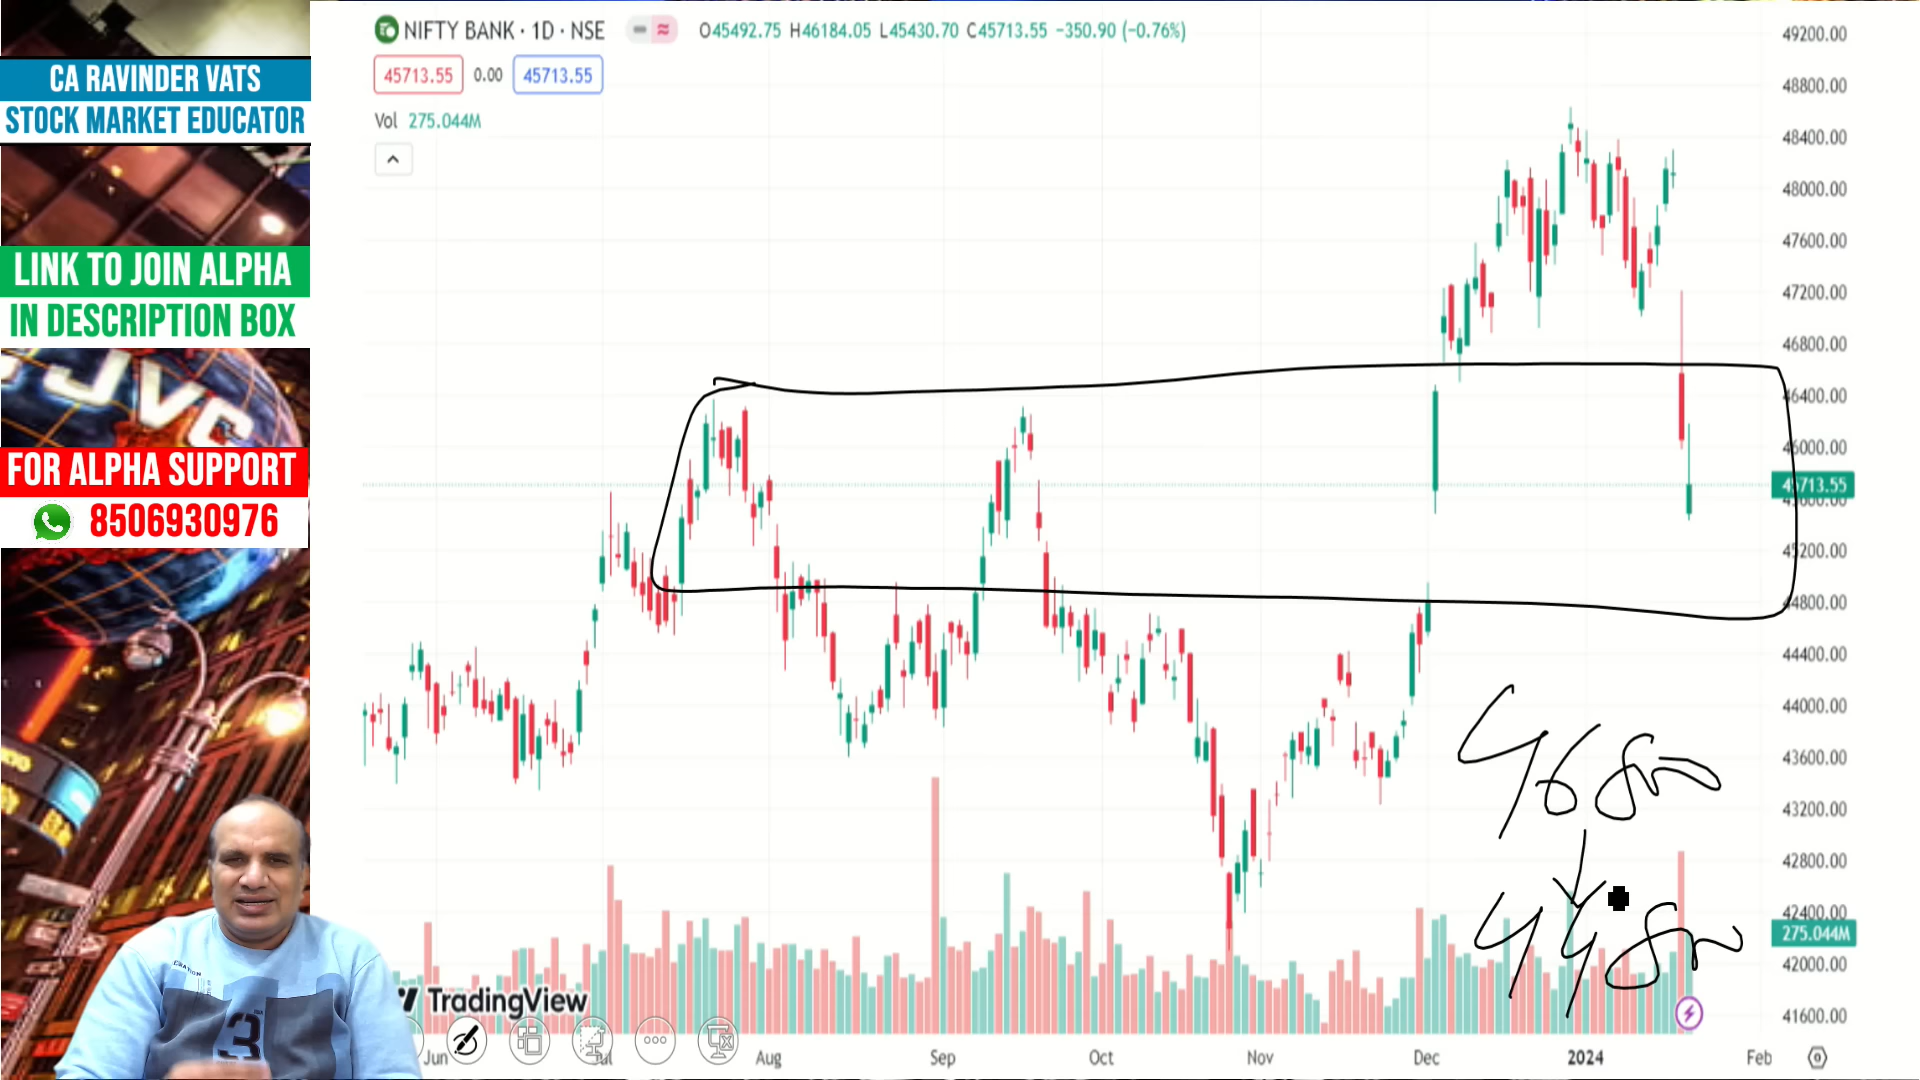 CA RAVINDER VATS
STOCK MARKET EDUCATOR
LINK TO JOIN ALPHA
IN DESCRIPTION BOX
JVC
FOR ALPHA SUPPORT
8506930976
NIFTY BANK · 1D · NSE
O45492.75 H46184.05 L45430.70 C45713.55 −350.90 (−0.76%)
45713.55 0.00 45713.55
Vol 275.044M
49200.00
48800.00
48400.00
48000.00
47600.00
47200.00
46800.00
46400.00
46000.00
45713.55
45200.00
44800.00
44400.00
44000.00
43600.00
43200.00
42800.00
42400.00
275.044M
42000.00
41600.00
3
TradingView
Jun Jul Aug Sep Oct Nov Dec 2024 Feb